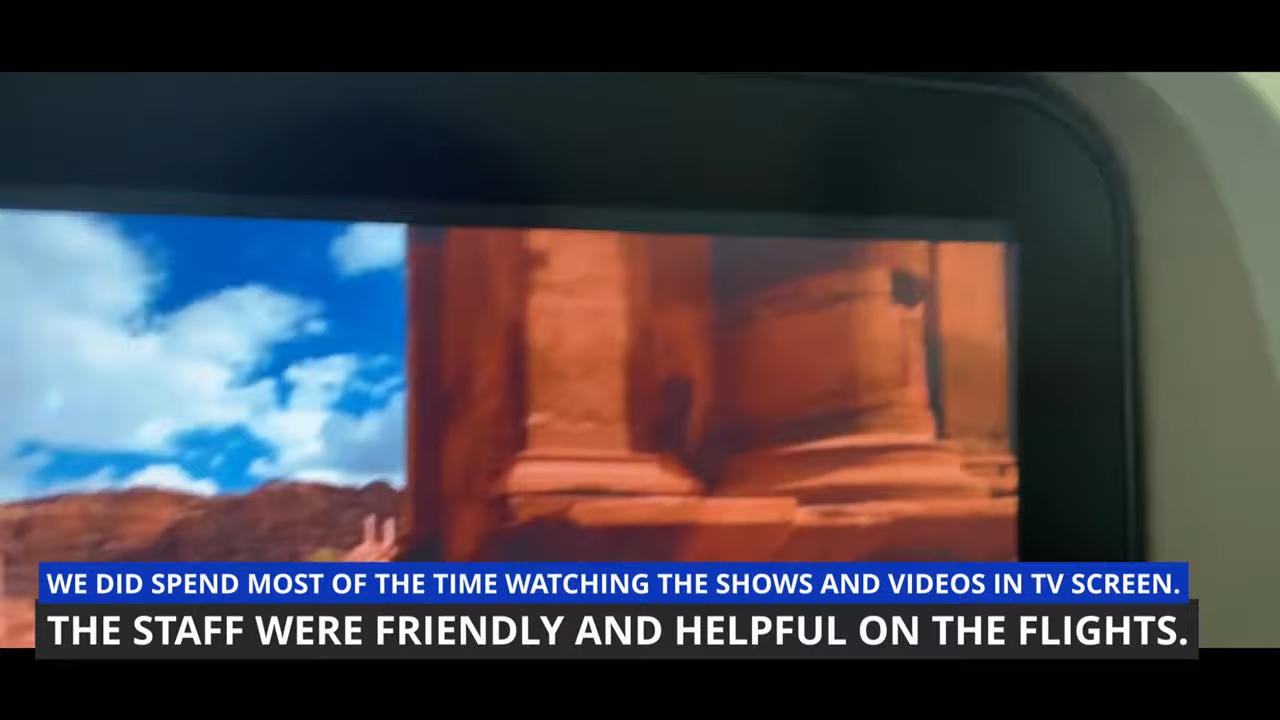 WE DID SPEND MOST OF THE TIME WATCHING THE SHOWS AND VIDEOS IN TV SCREEN.
THE STAFF WERE FRIENDLY AND HELPFUL ON THE FLIGHTS.